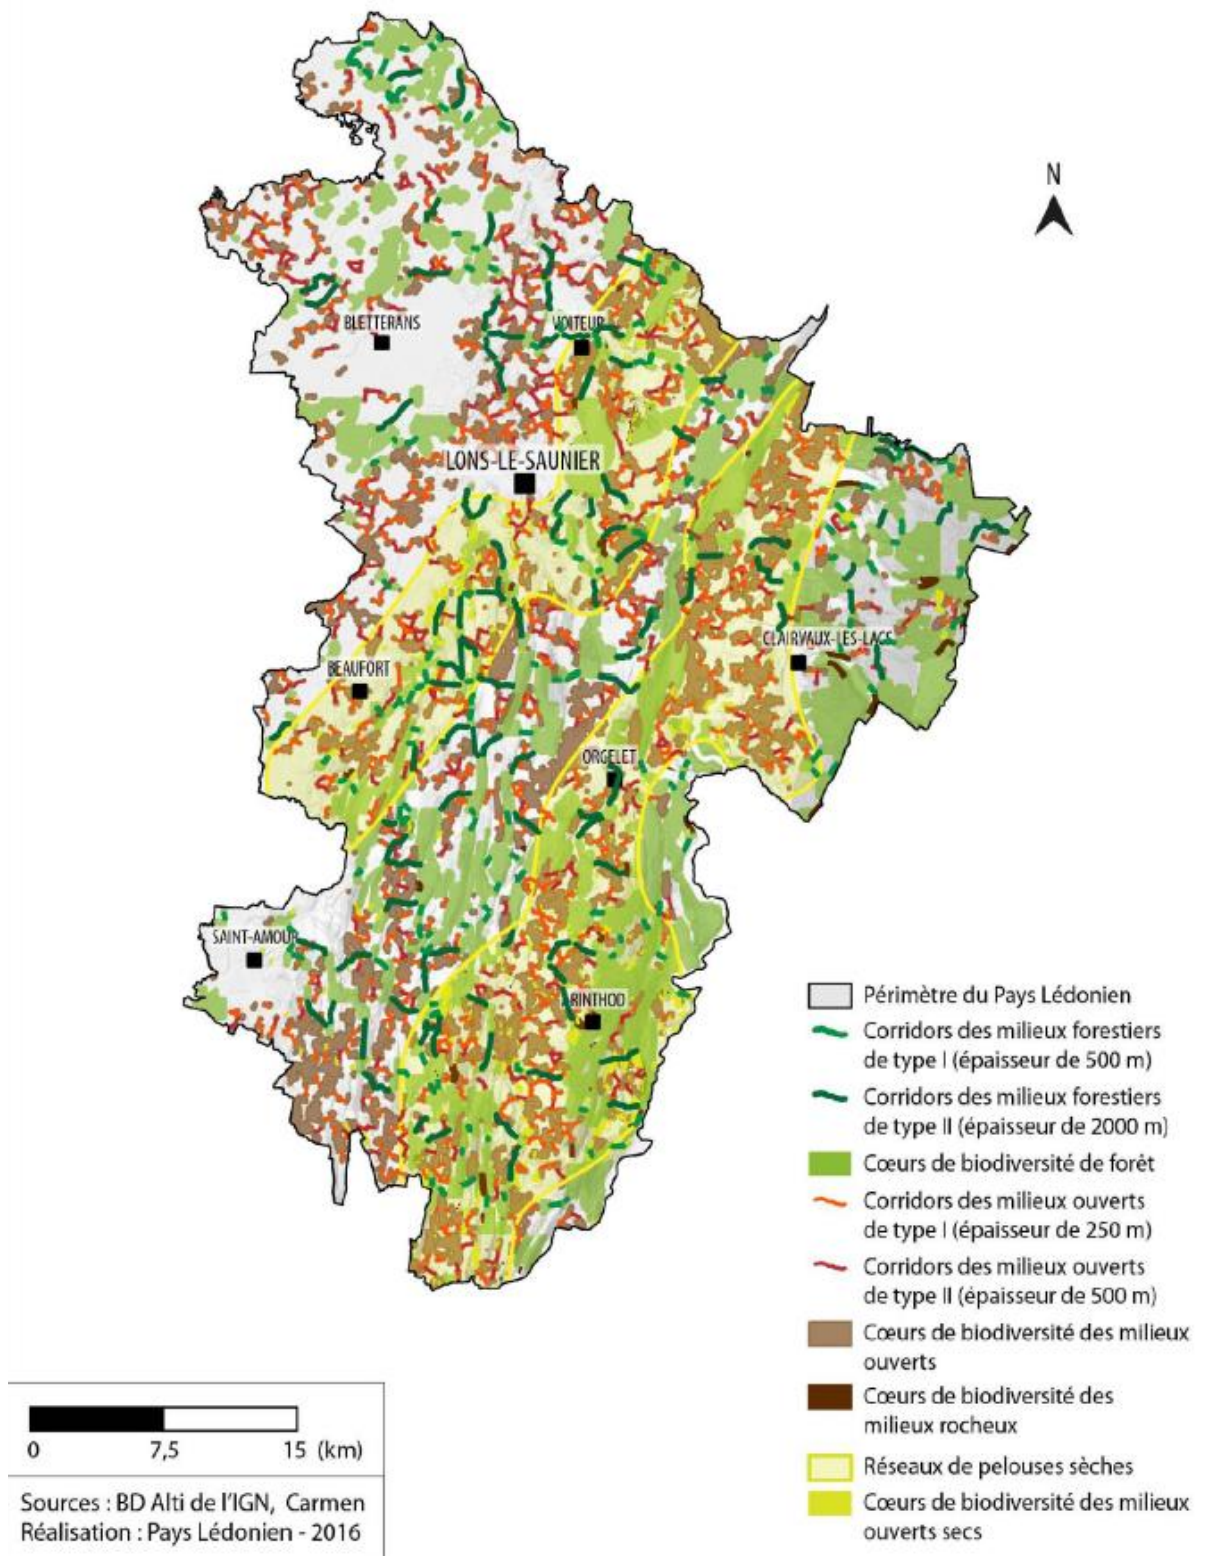 N
BLETTERANS
VOITEUR
LONS-LE-SAUNIER
CLAIRVAUX-LES-LACS
BEAUFORT
ORGELET
SAINT-AMOUR
ARINTHOD
Périmètre du Pays Lédonien
Corridors des milieux forestiers
de type I (épaisseur de 500 m)
Corridors des milieux forestiers
de type II (épaisseur de 2000 m)
Cœurs de biodiversité de forêt
Corridors des milieux ouverts
de type I (épaisseur de 250 m)
Corridors des milieux ouverts
de type II (épaisseur de 500 m)
Cœurs de biodiversité des milieux
ouverts
Cœurs de biodiversité des
milieux rocheux
Réseaux de pelouses sèches
Cœurs de biodiversité des milieux
ouverts secs
0 7,5 15 (km)
Sources : BD Alti de l'IGN, Carmen
Réalisation : Pays Lédonien - 2016